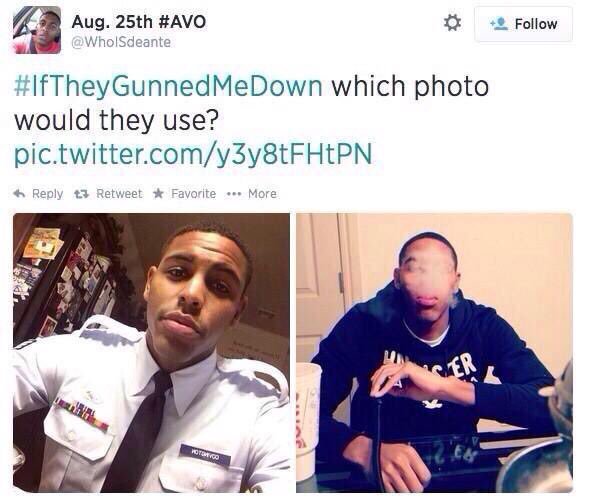 Aug. 25th #AVO
@WhoISdeante
Follow
#IfTheyGunnedMeDown which photo
would they use?
pic.twitter.com/y3y8tFHtPN
Reply Retweet Favorite More